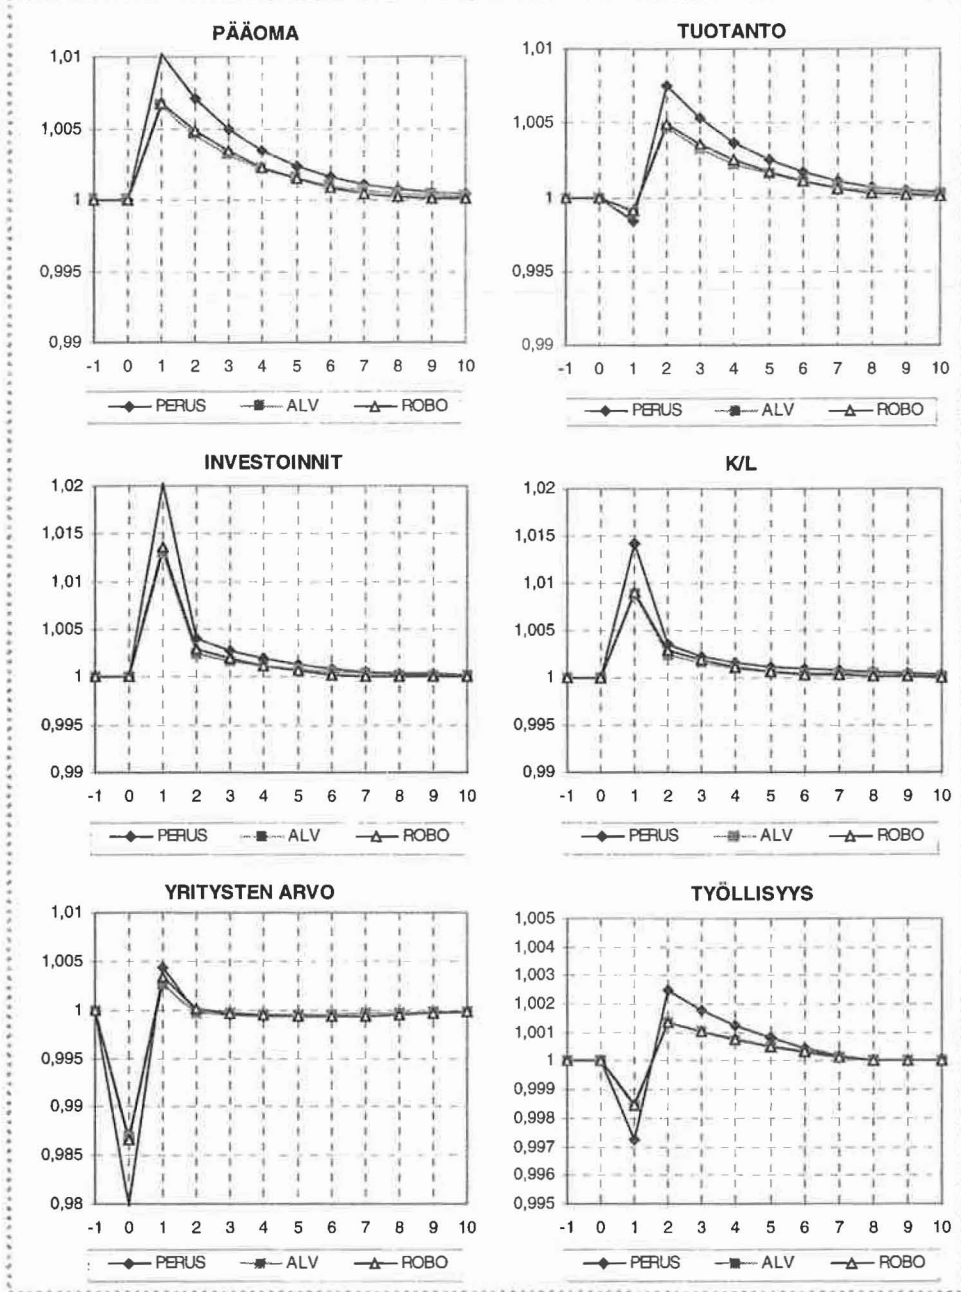 PÄÄOMA
1,01
1,005
1
0,995
0,99
-1 0 1 2 3 4 5 6 7 8 9 10
PERUS ALV ROBO
TUOTANTO
1,01
1,005
1
0,995
0,99
-1 0 1 2 3 4 5 6 7 8 9 10
PERUS ALV ROBO
INVESTOINNIT
1,02
1,015
1,01
1,005
1
0,995
0,99
-1 0 1 2 3 4 5 6 7 8 9 10
PERUS ALV ROBO
K/L
1,02
1,015
1,01
1,005
1
0,995
0,99
-1 0 1 2 3 4 5 6 7 8 9 10
PERUS ALV ROBO
YRITYSTEN ARVO
1,01
1,005
1
0,995
0,99
0,985
0,98
-1 0 1 2 3 4 5 6 7 8 9 10
PERUS ALV ROBO
TYÖLLISYYS
1,005
1,004
1,003
1,002
1,001
1
0,999
0,998
0,997
0,996
0,995
-1 0 1 2 3 4 5 6 7 8 9 10
PERUS ALV ROBO